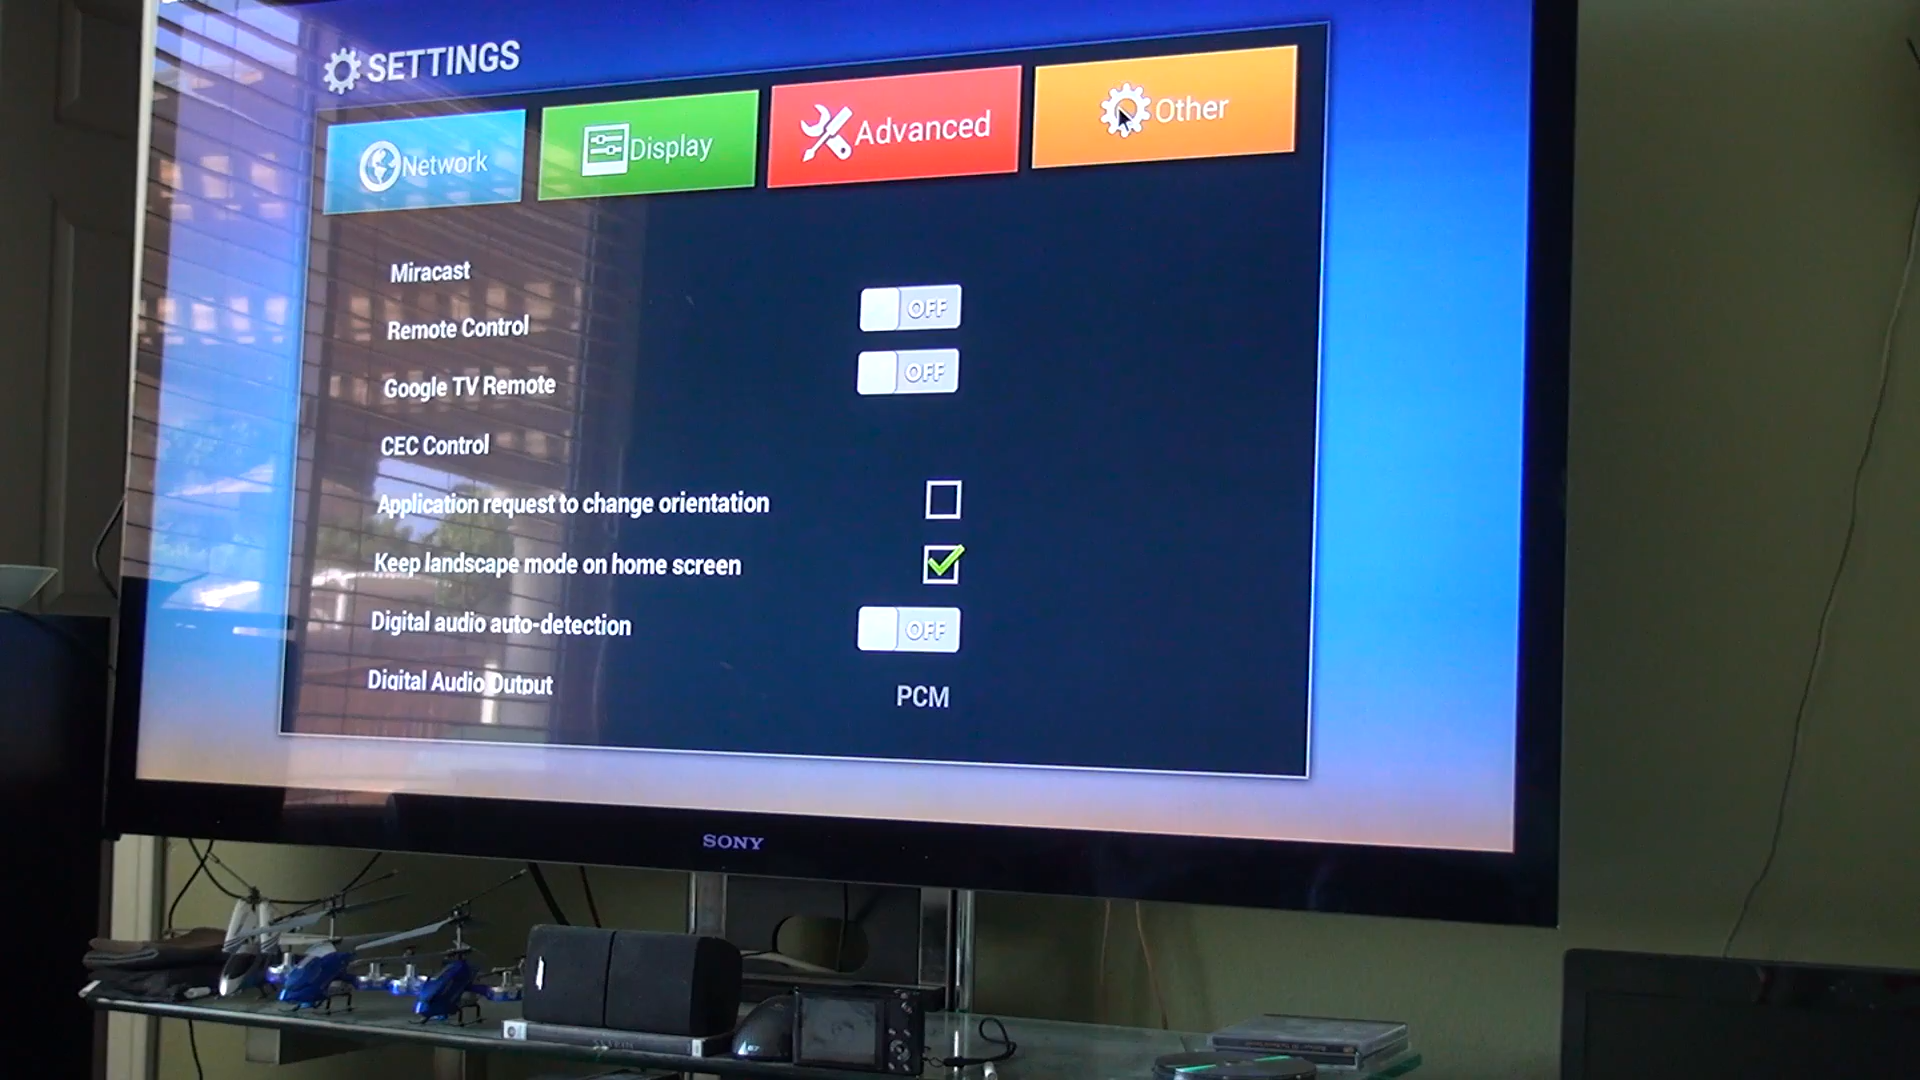 SETTINGS
Network
Display
Advanced
Other
Miracast
Remote Control
OFF
Google TV Remote
OFF
CEC Control
Application request to change orientation
Keep landscape mode on home screen
Digital audio auto-detection
OFF
Digital Audio Output
PCM
SONY